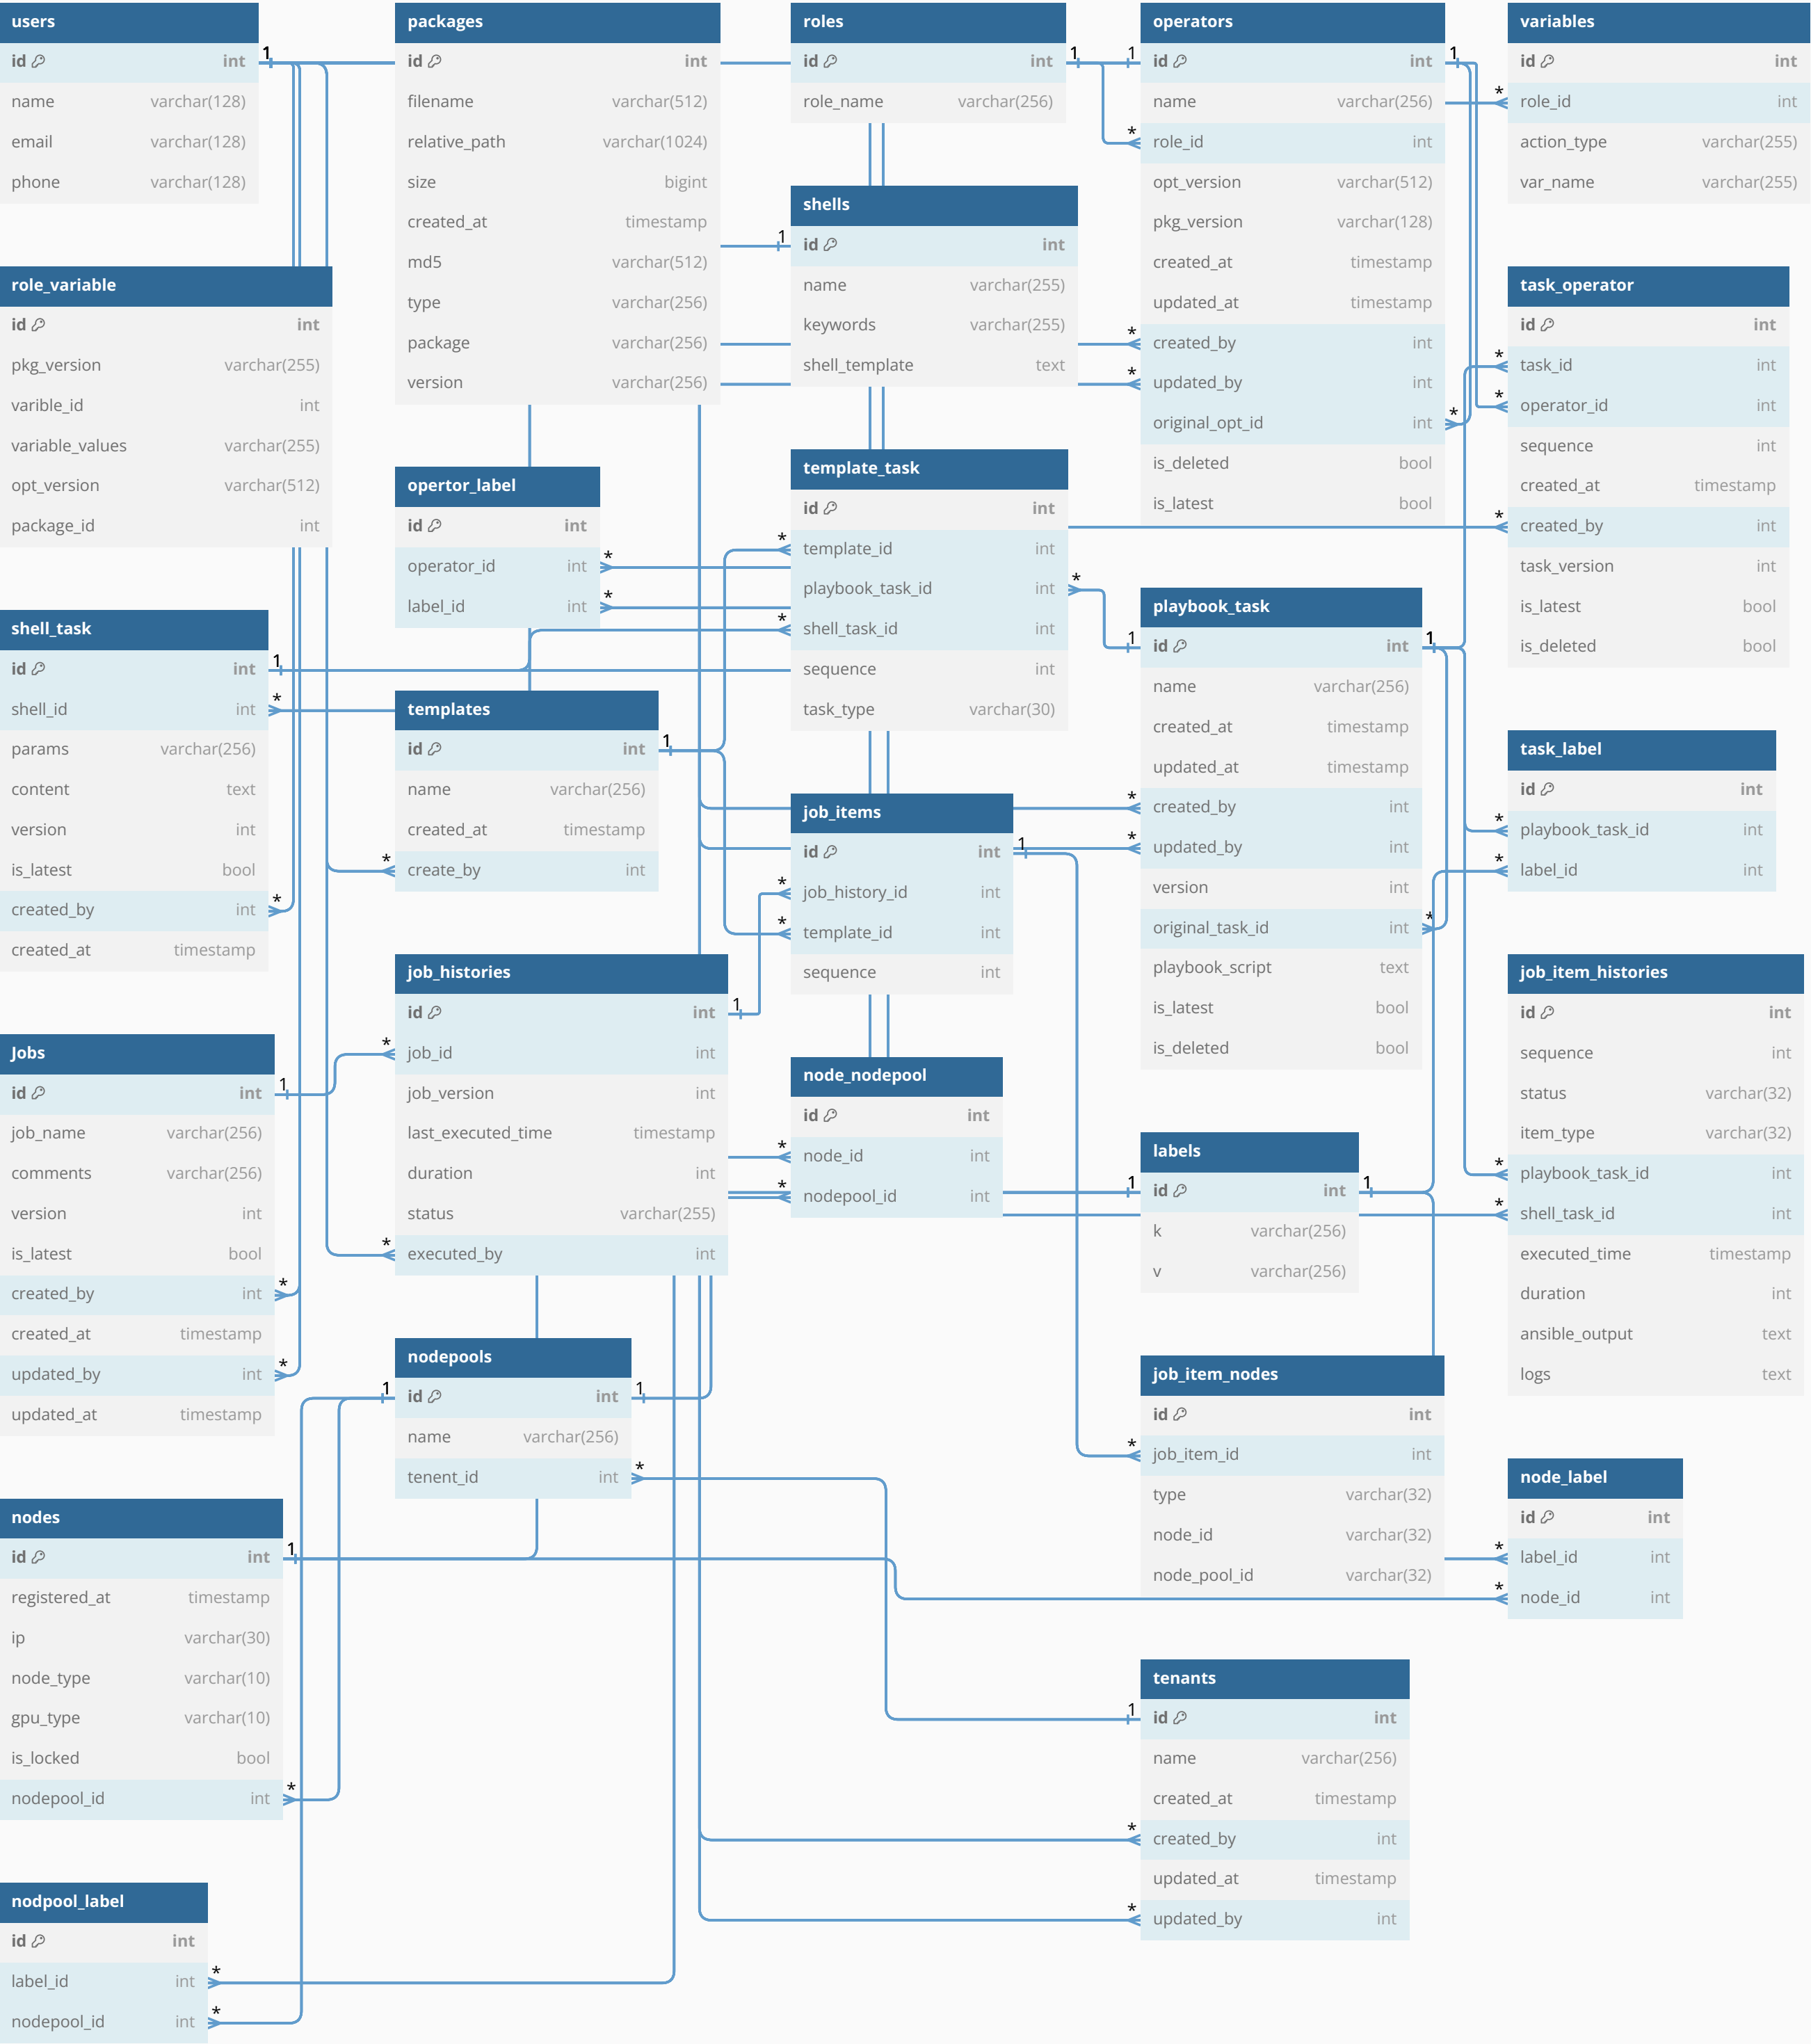 users
id int
name varchar(128)
email varchar(128)
phone varchar(128)
role_variable
id int
pkg_version varchar(255)
varible_id int
variable_values varchar(255)
opt_version varchar(512)
package_id int
shell_task
id int
shell_id int
params varchar(256)
content text
version int
is_latest bool
created_by int
created_at timestamp
Jobs
id int
job_name varchar(256)
comments varchar(256)
version int
is_latest bool
created_by int
created_at timestamp
updated_by int
updated_at timestamp
nodes
id int
registered_at timestamp
ip varchar(30)
node_type varchar(10)
gpu_type varchar(10)
is_locked bool
nodepool_id int
nodpool_label
id int
label_id int
nodepool_id int
packages
id int
filename varchar(512)
relative_path varchar(1024)
size bigint
created_at timestamp
md5 varchar(512)
type varchar(256)
package varchar(256)
version varchar(256)
opertor_label
id int
operator_id int
label_id int
templates
id int
name varchar(256)
created_at timestamp
create_by int
job_histories
id int
job_id int
job_version int
last_executed_time timestamp
duration int
status varchar(255)
executed_by int
nodepools
id int
name varchar(256)
tenent_id int
roles
id int
role_name varchar(256)
shells
id int
name varchar(255)
keywords varchar(255)
shell_template text
template_task
id int
template_id int
playbook_task_id int
shell_task_id int
sequence int
task_type varchar(30)
job_items
id int
job_history_id int
template_id int
sequence int
node_nodepool
id int
node_id int
nodepool_id int
operators
id int
name varchar(256)
role_id int
opt_version varchar(512)
pkg_version varchar(128)
created_at timestamp
updated_at timestamp
created_by int
updated_by int
original_opt_id int
is_deleted bool
is_latest bool
playbook_task
id int
name varchar(256)
created_at timestamp
updated_at timestamp
created_by int
updated_by int
version int
original_task_id int
playbook_script text
is_latest bool
is_deleted bool
labels
id int
k varchar(256)
v varchar(256)
job_item_nodes
id int
job_item_id int
type varchar(32)
node_id varchar(32)
node_pool_id varchar(32)
tenants
id int
name varchar(256)
created_at timestamp
created_by int
updated_at timestamp
updated_by int
variables
id int
role_id int
action_type varchar(255)
var_name varchar(255)
task_operator
id int
task_id int
operator_id int
sequence int
created_at timestamp
created_by int
task_version int
is_latest bool
is_deleted bool
task_label
id int
playbook_task_id int
label_id int
job_item_histories
id int
sequence int
status varchar(32)
item_type varchar(32)
playbook_task_id int
shell_task_id int
executed_time timestamp
duration int
ansible_output text
logs text
node_label
id int
label_id int
node_id int